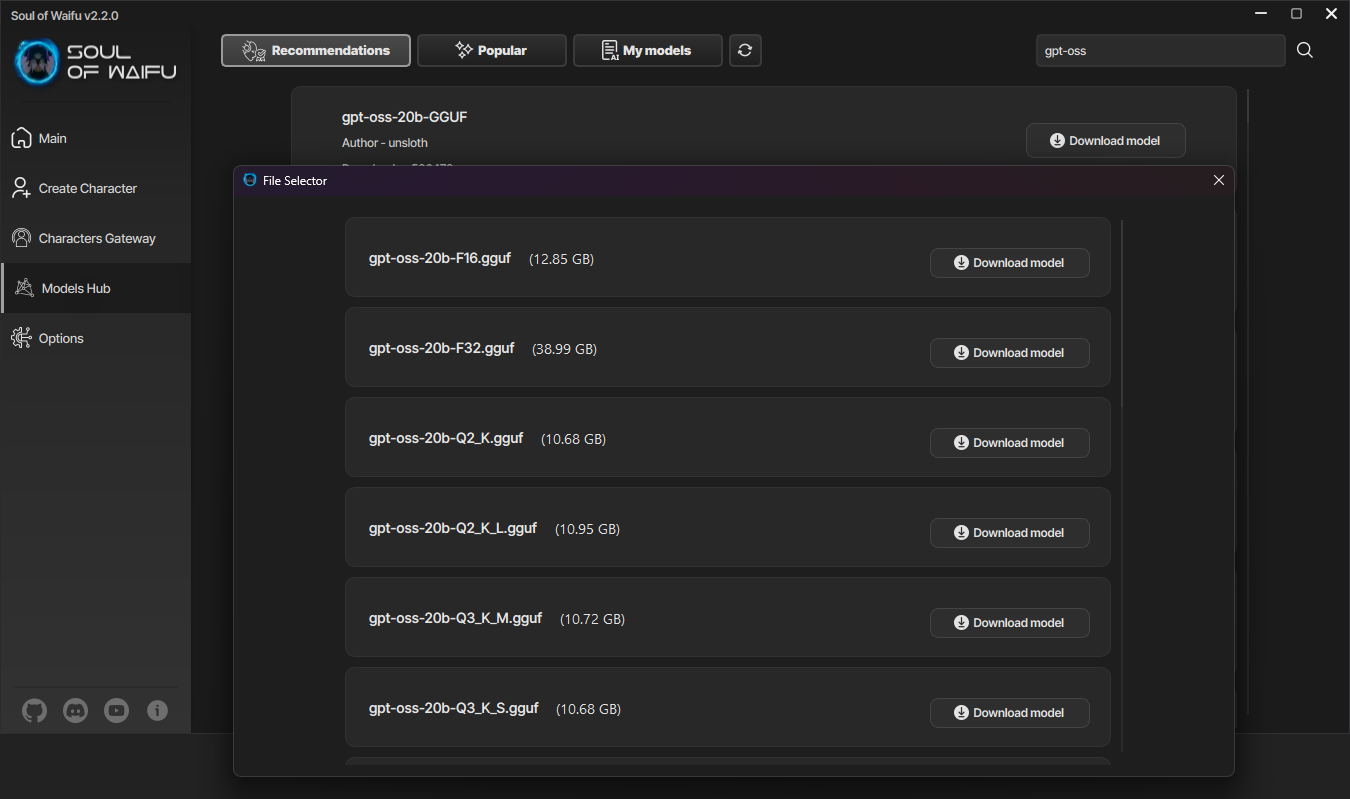 Soul of Waifu v2.2.0
SOUL
OF WAIFU
Recommendations
Popular
AI
My models
gpt-oss
Main
Create Character
Characters Gateway
Models Hub
Options
gpt-oss-20b-GGUF
Author - unsloth
Download model
File Selector
gpt-oss-20b-F16.gguf (12.85 GB)
Download model
gpt-oss-20b-F32.gguf (38.99 GB)
Download model
gpt-oss-20b-Q2_K.gguf (10.68 GB)
Download model
gpt-oss-20b-Q2_K_L.gguf (10.95 GB)
Download model
gpt-oss-20b-Q3_K_M.gguf (10.72 GB)
Download model
gpt-oss-20b-Q3_K_S.gguf (10.68 GB)
Download model